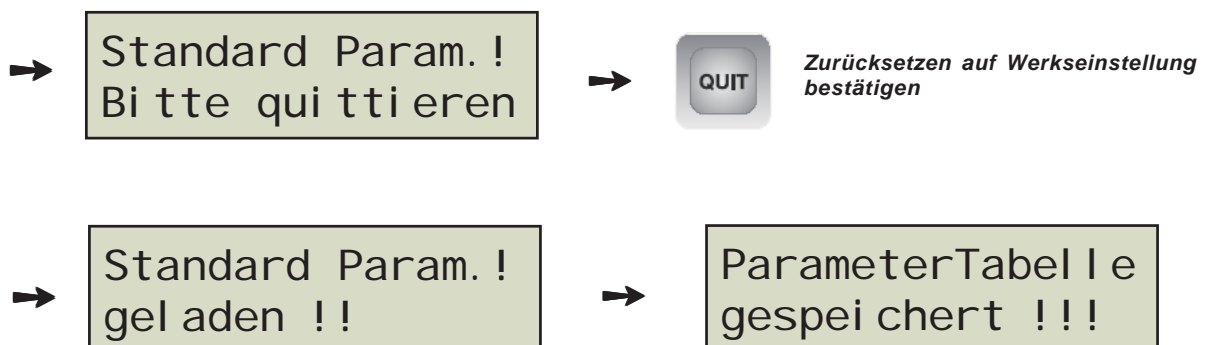 Standard Param.!
Bitte quittieren
QUIT
Zurücksetzen auf Werkseinstellung
bestätigen
Standard Param.!
geladen !!
ParameterTabelle
gespeichert !!!